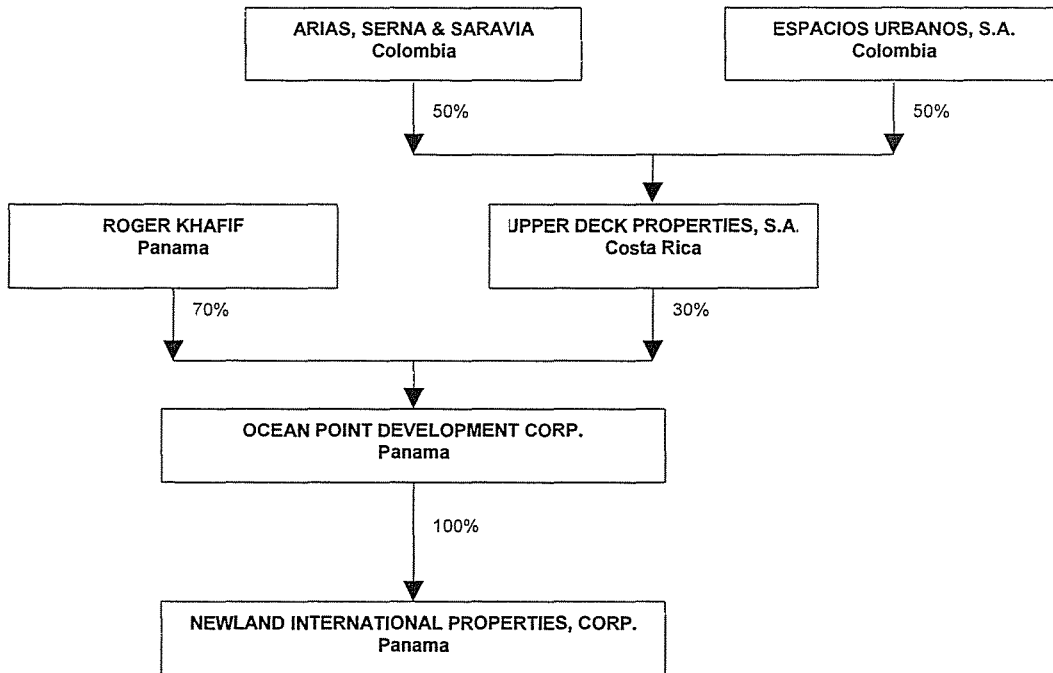 ARIAS, SERNA & SARAVIA
Colombia
ESPACIOS URBANOS, S.A.
Colombia
50%
50%
ROGER KHAFIF
Panama
UPPER DECK PROPERTIES, S.A.
Costa Rica
70%
30%
OCEAN POINT DEVELOPMENT CORP.
Panama
100%
NEWLAND INTERNATIONAL PROPERTIES, CORP.
Panama